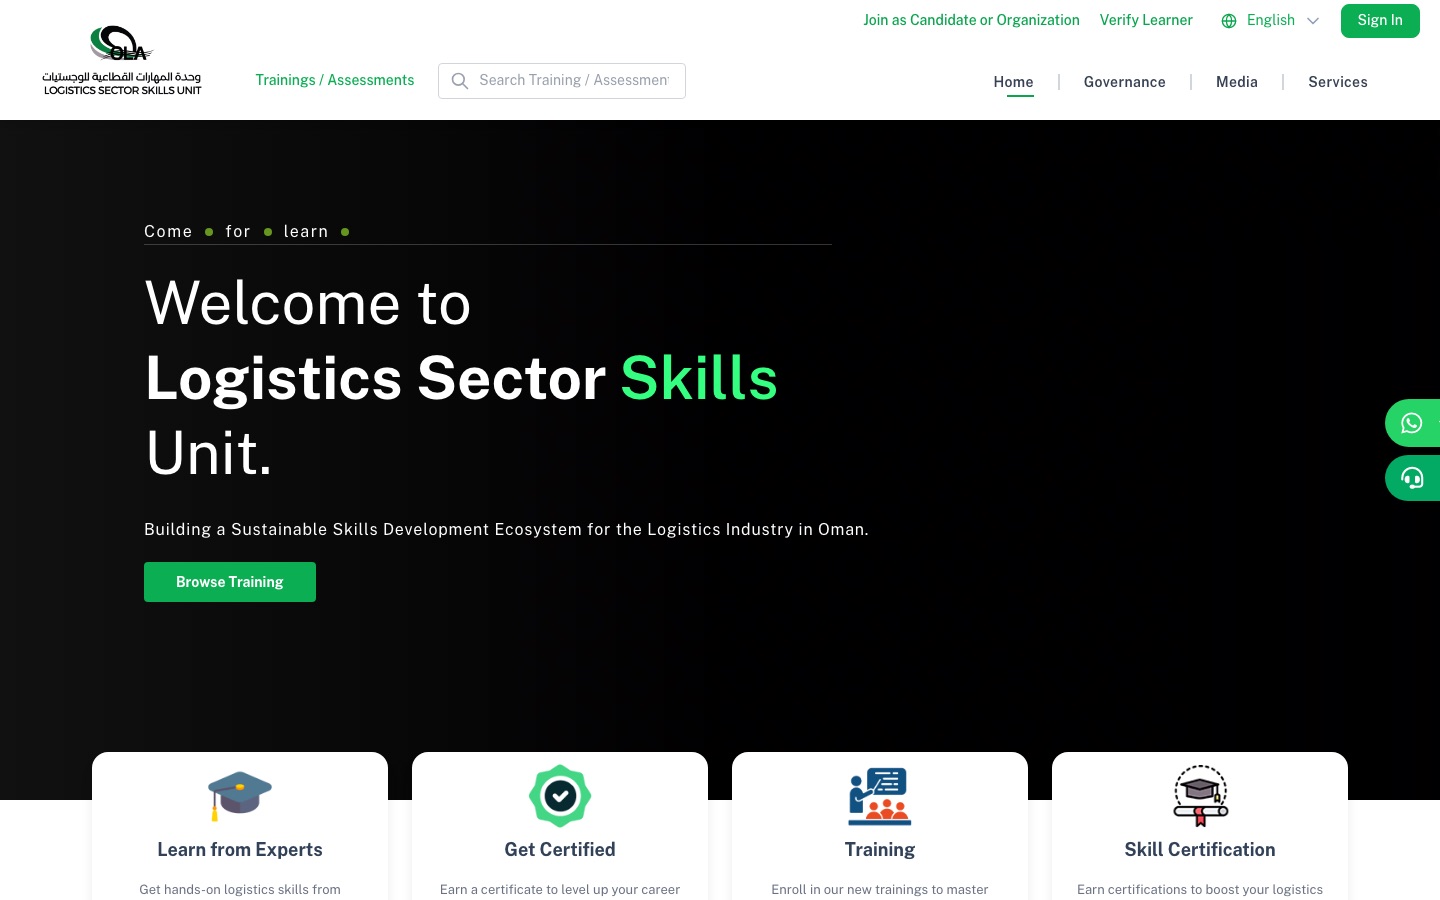 Join as Candidate or Organization
Verify Learner
English
Sign In
OLA
وحدة المهارات القطاعية للوجستيات
LOGISTICS SECTOR SKILLS UNIT
Trainings / Assessments
Search Training / Assessmen
Home
Governance
Media
Services
Come for learn
Welcome to
Logistics Sector Skills
Unit.
Building a Sustainable Skills Development Ecosystem for the Logistics Industry in Oman.
Browse Training
Learn from Experts
Get hands-on logistics skills from
Get Certified
Earn a certificate to level up your career
Training
Enroll in our new trainings to master
Skill Certification
Earn certifications to boost your logistics